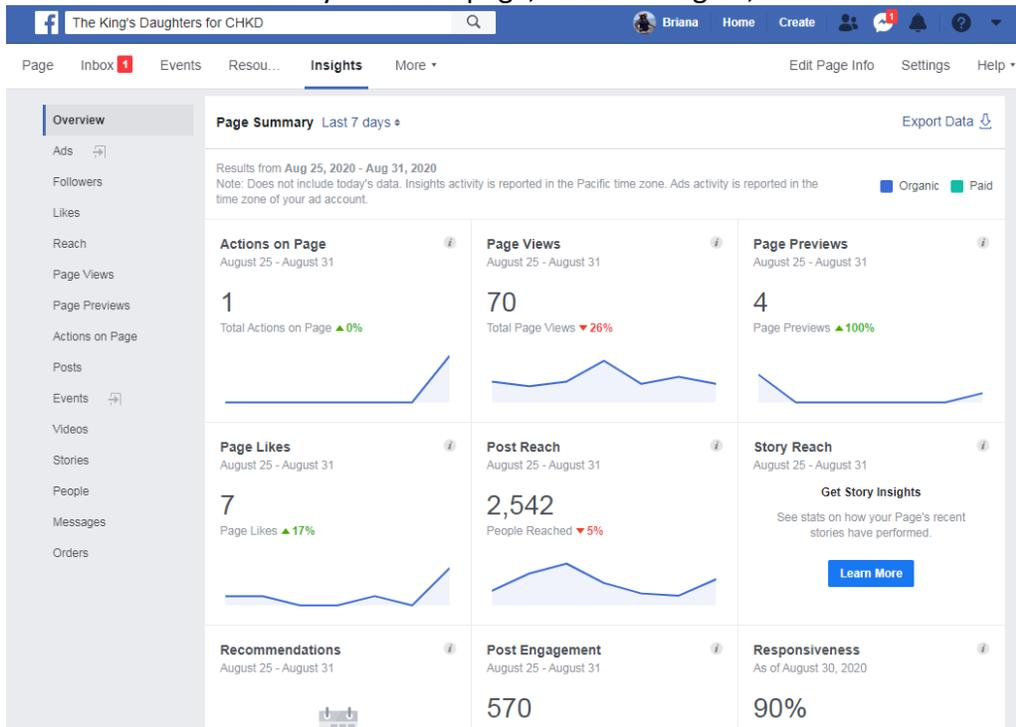 The King's Daughters for CHKD
Briana Home Create 1
Page Inbox 1 Events Resou... Insights More Edit Page Info Settings Help
Overview
Ads
Followers
Likes
Reach
Page Views
Page Previews
Actions on Page
Posts
Events
Videos
Stories
People
Messages
Orders
Page Summary Last 7 days
Export Data
Results from Aug 25, 2020 - Aug 31, 2020
Note: Does not include today's data. Insights activity is reported in the Pacific time zone. Ads activity is reported in the
time zone of your ad account.
Organic Paid
Actions on Page
August 25 - August 31
1
Total Actions on Page ▲0%
Page Views
August 25 - August 31
70
Total Page Views ▼26%
Page Previews
August 25 - August 31
4
Page Previews ▲100%
Page Likes
August 25 - August 31
7
Page Likes ▲17%
Post Reach
August 25 - August 31
2,542
People Reached ▼5%
Story Reach
August 25 - August 31
Get Story Insights
See stats on how your Page's recent
stories have performed.
Learn More
Recommendations
August 25 - August 31
Post Engagement
August 25 - August 31
570
Responsiveness
As of August 30, 2020
90%